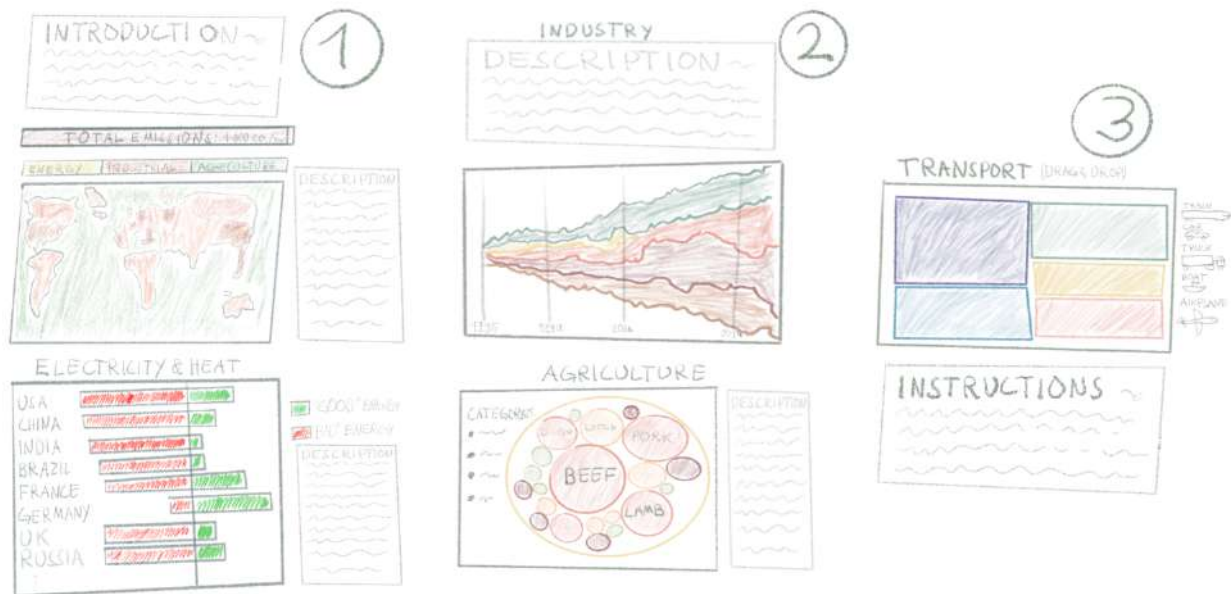 INTRODUCTION
1
TOTAL EMISSIONS:
ENERGY
AGRICULTURE
DESCRIPTION
ELECTRICITY & HEAT
USA
CHINA
INDIA
BRAZIL
FRANCE
GERMANY
UK
RUSSIA
"GOOD" ENERGY
ENERGY
DESCRIPTION
INDUSTRY
2
DESCRIPTION
AGRICULTURE
CATEGORIES
PORK
BEEF
LAMB
DESCRIPTION
3
TRANSPORT (DRAG & DROP)
TRAIN
CAR
TRUCK
BOAT
AIRPLANE
INSTRUCTIONS